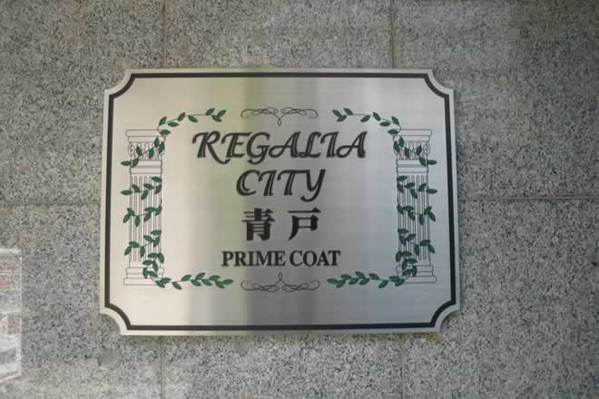 REGALIA
CITY
青戸
PRIME COAT